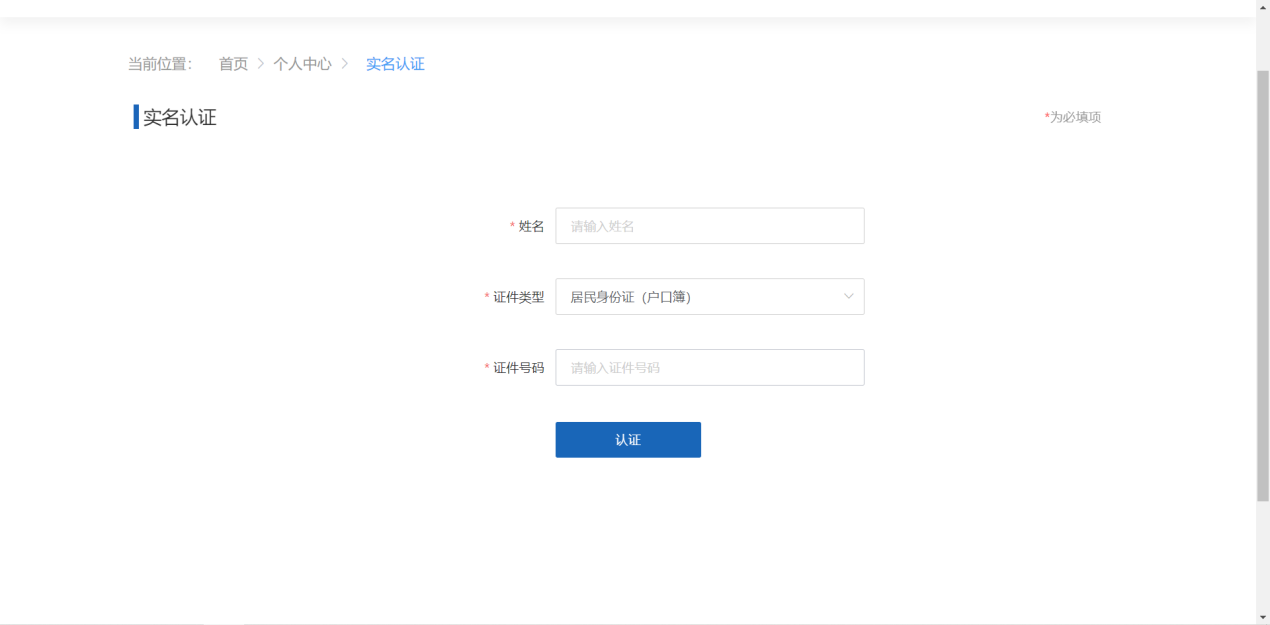 当前位置： 首页 > 个人中心 > 实名认证
实名认证
*为必填项
* 姓名 请输入姓名
* 证件类型 居民身份证（户口簿）
* 证件号码 请输入证件号码
认证